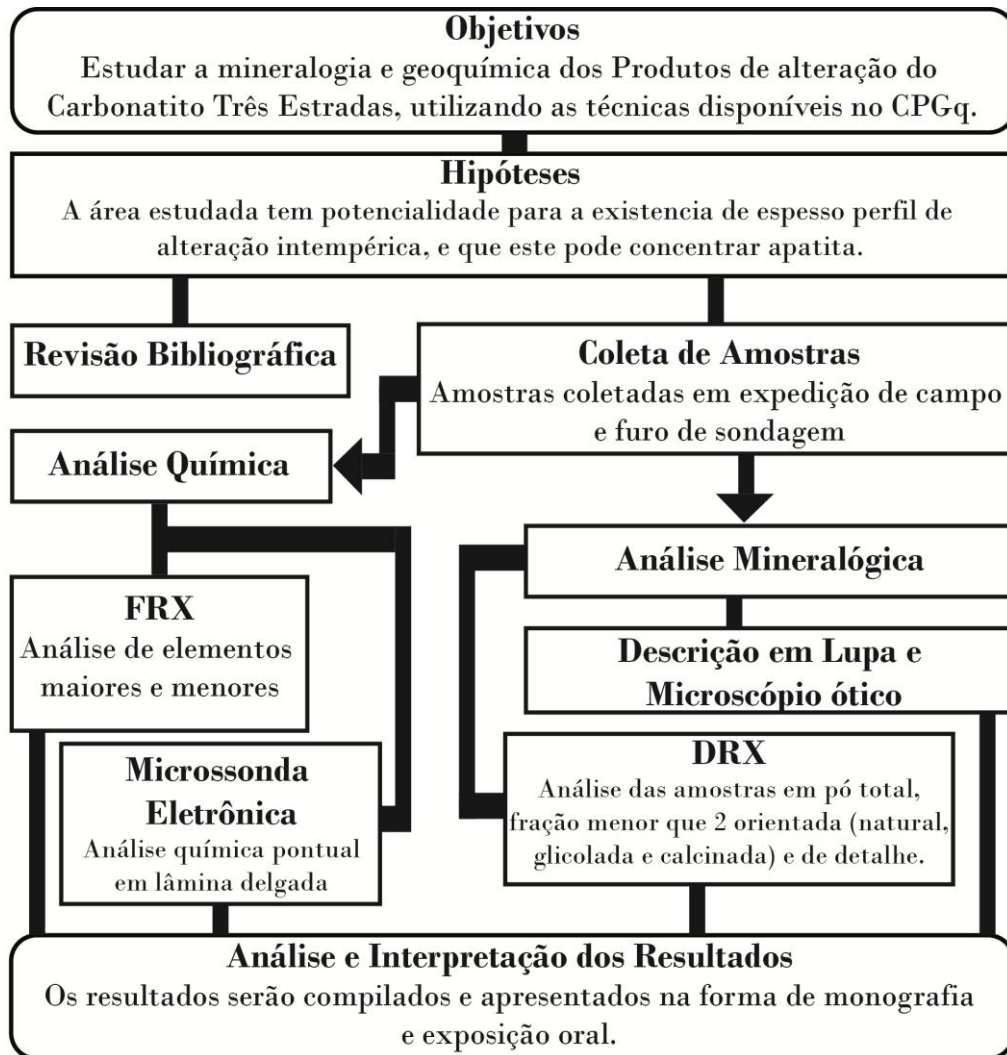 Objetivos
Estudar a mineralogia e geoquímica dos Produtos de alteração do
Carbonatito Três Estradas, utilizando as técnicas disponíveis no CPGq.
Hipóteses
A área estudada tem potencialidade para a existencia de espesso perfil de
alteração intempérica, e que este pode concentrar apatita.
Revisão Bibliográfica
Coleta de Amostras
Amostras coletadas em expedição de campo
e furo de sondagem
Análise Química
Análise Mineralógica
FRX
Análise de elementos
maiores e menores
Descrição em Lupa e
Microscópio ótico
Microssonda
Eletrônica
Análise química pontual
em lâmina delgada
DRX
Análise das amostras em pó total,
fração menor que 2 orientada (natural,
glicolada e calcinada) e de detalhe.
Análise e Interpretação dos Resultados
Os resultados serão compilados e apresentados na forma de monografia
e exposição oral.